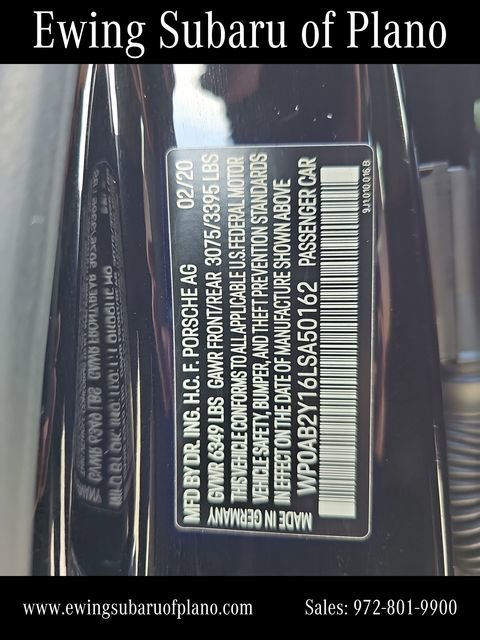 Ewing Subaru of Plano
MFD BY DR. ING. H.C. F. PORSCHE AG 02/20
GVWR 6349 LBS GAWR FRONT/REAR 3075/3395 LBS
THIS VEHICLE CONFORMS TO ALL APPLICABLE U.S. FEDERAL MOTOR
VEHICLE SAFETY, BUMPER, AND THEFT PREVENTION STANDARDS
IN EFFECT ON THE DATE OF MANUFACTURE SHOWN ABOVE
WP0AB2Y16LSA50162 PASSENGER CAR
MADE IN GERMANY
9J1 010 016 B
www.ewingsubaruofplano.com Sales: 972-801-9900